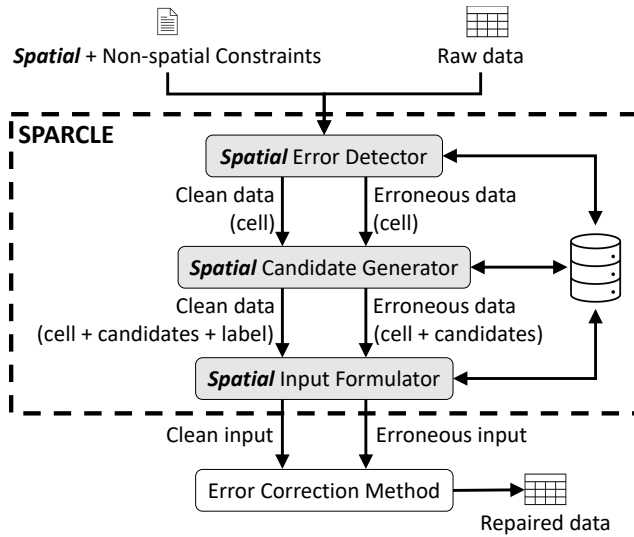 Spatial + Non-spatial Constraints
Raw data
SPARCLE
Spatial Error Detector
Clean data
(cell)
Erroneous data
(cell)
Spatial Candidate Generator
Clean data
(cell + candidates + label)
Erroneous data
(cell + candidates)
Spatial Input Formulator
Clean input
Erroneous input
Error Correction Method
Repaired data